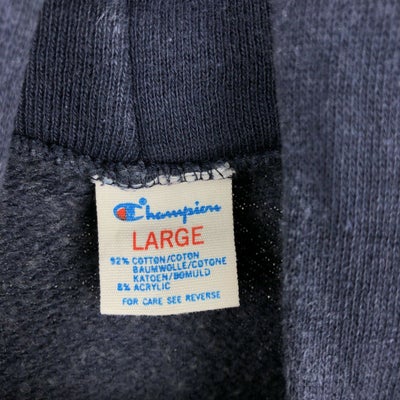 Champion
LARGE
92% COTTON/COTON
BAUMWOLLE/COTONE
KATOEN/BOMULD
8% ACRYLIC
FOR CARE SEE REVERSE